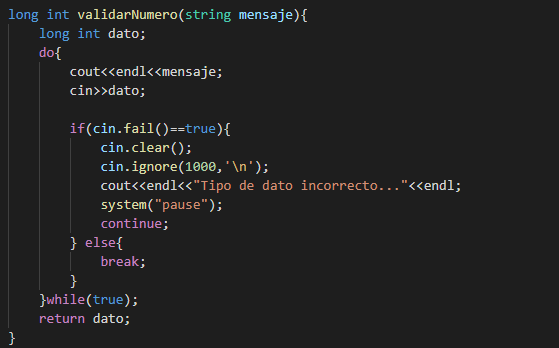 long int validarNumero(string mensaje){
    long int dato;
    do{
        cout<<endl<<mensaje;
        cin>>dato;

        if(cin.fail()==true){
            cin.clear();
            cin.ignore(1000,'\n');
            cout<<endl<<"Tipo de dato incorrecto..."<<endl;
            system("pause");
            continue;
        } else{
            break;
        }
    }while(true);
    return dato;
}